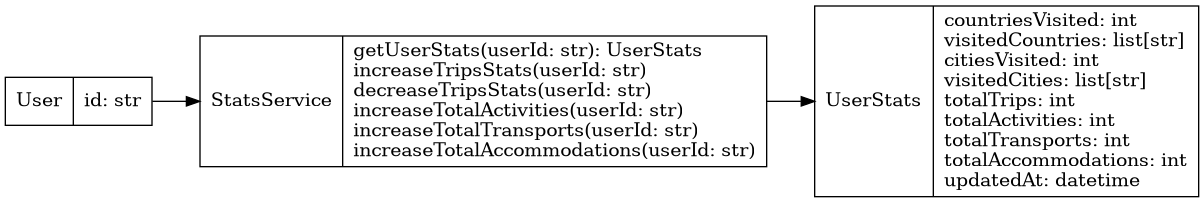 User
id: str
StatsService
getUserStats(userId: str): UserStats
increaseTripsStats(userId: str)
decreaseTripsStats(userId: str)
increaseTotalActivities(userId: str)
increaseTotalTransports(userId: str)
increaseTotalAccommodations(userId: str)
UserStats
countriesVisited: int
visitedCountries: list[str]
citiesVisited: int
visitedCities: list[str]
totalTrips: int
totalActivities: int
totalTransports: int
totalAccommodations: int
updatedAt: datetime